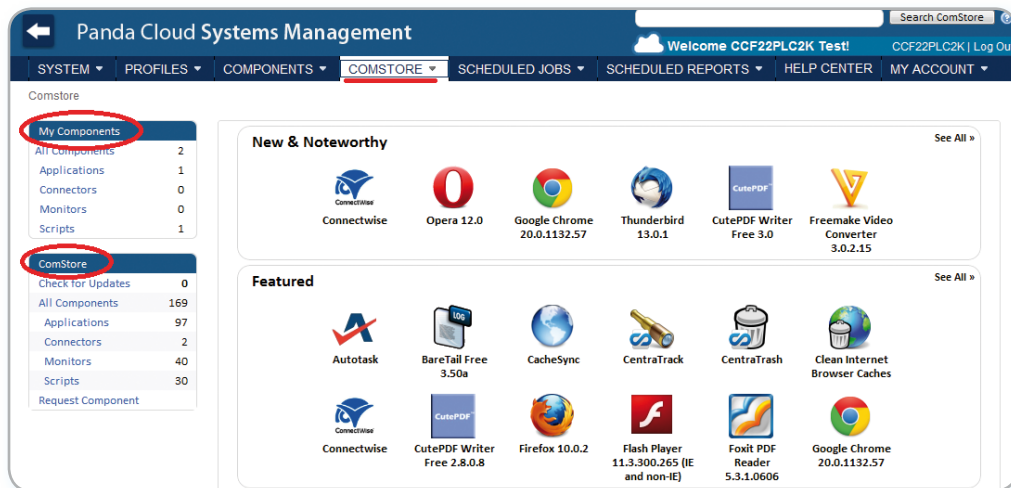 Search ComStore
Panda Cloud Systems Management
Welcome CCF22PLC2K Test!
CCF22PLC2K | Log Ou
SYSTEM PROFILES COMPONENTS COMSTORE SCHEDULED JOBS SCHEDULED REPORTS HELP CENTER MY ACCOUNT
Comstore
My Components
All Components 2
Applications 1
Connectors 0
Monitors 0
Scripts 1
ComStore
Check for Updates 0
All Components 169
Applications 97
Connectors 2
Monitors 40
Scripts 30
Request Component
New & Noteworthy
See All »
ConnectWise
Connectwise
Opera 12.0
Google Chrome
20.0.1132.57
Thunderbird
13.0.1
CutePDF
CutePDF Writer
Free 3.0
Freemake Video
Converter
3.0.2.15
Featured
See All »
Autotask
LOG
BareTail Free
3.50a
CacheSync
CentraTrack
CentraTrash
Clean Internet
Browser Caches
ConnectWise
Connectwise
CutePDF
CutePDF Writer
Free 2.8.0.8
Firefox 10.0.2
Flash Player
11.3.300.265 (IE
and non-IE)
Foxit PDF
Reader
5.3.1.0606
Google Chrome
20.0.1132.57